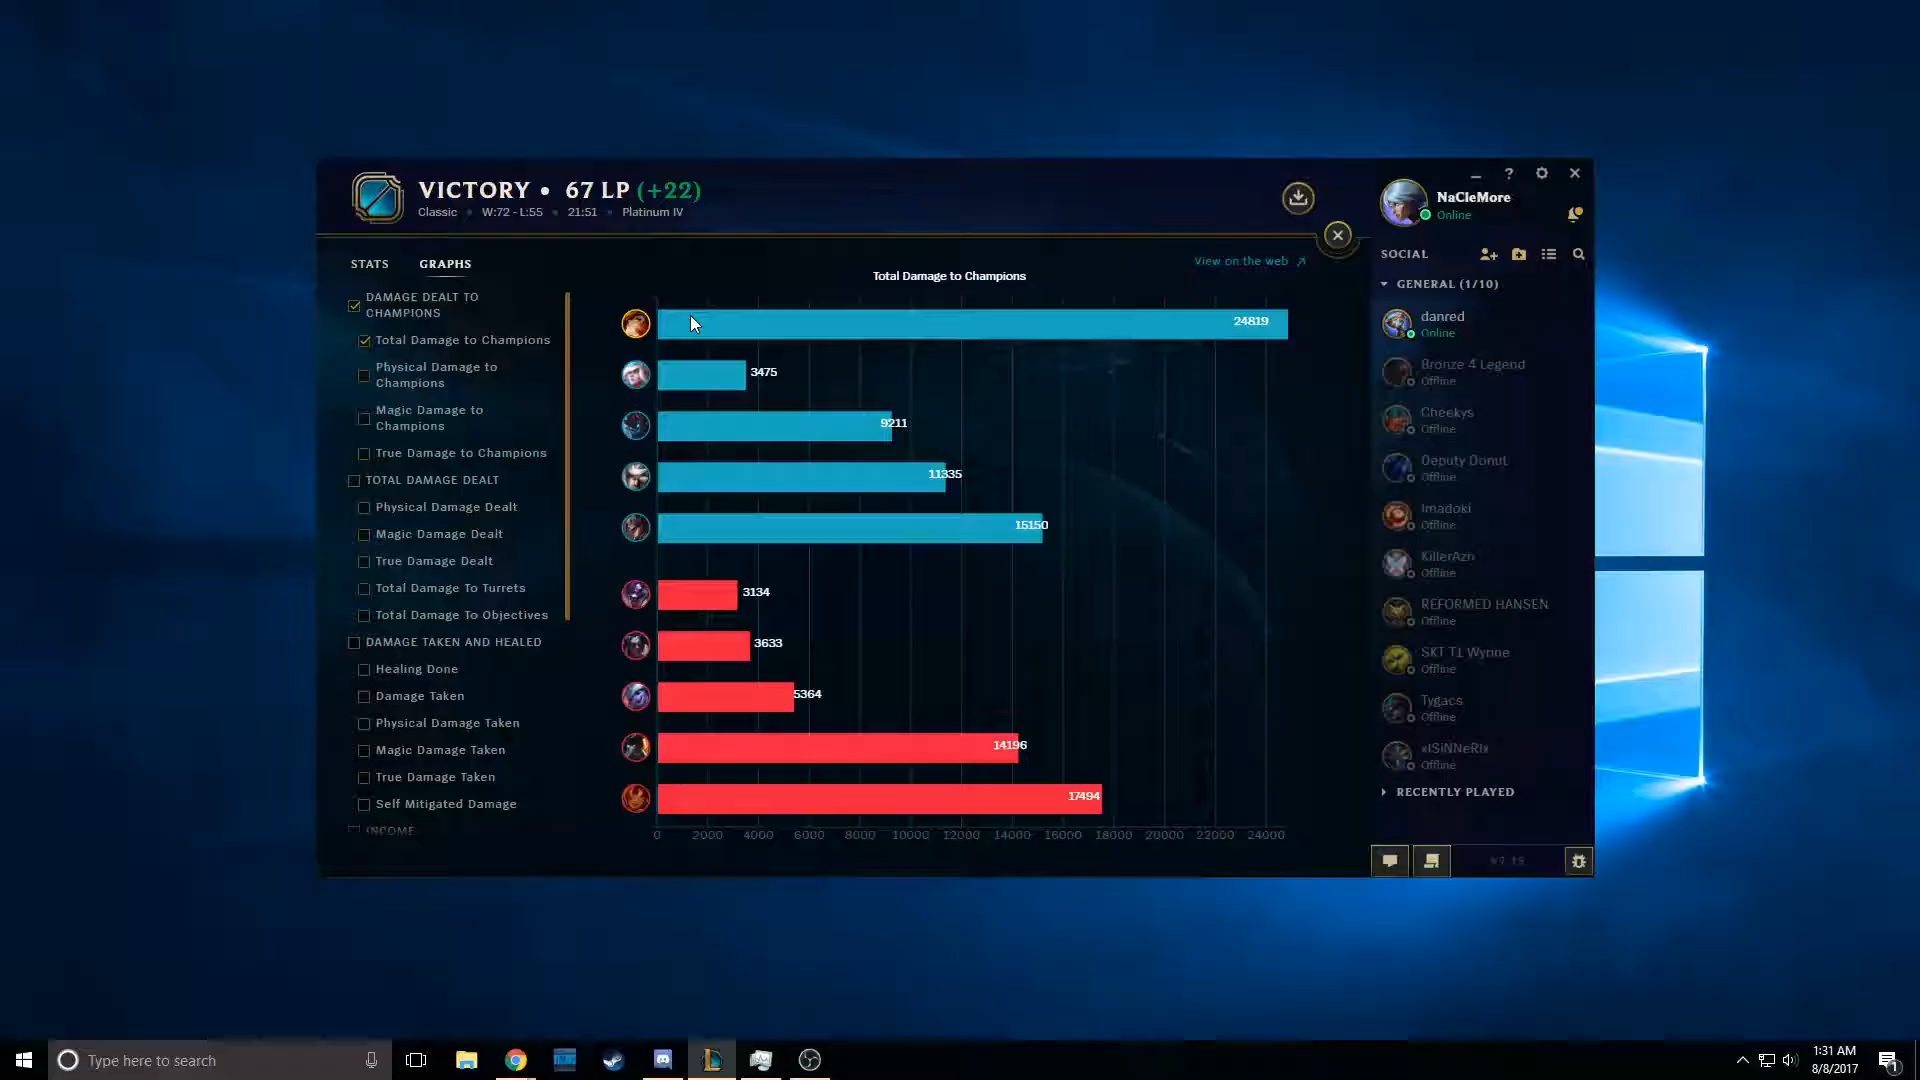 VICTORY • 67 LP (+22)
Classic • W:72 - L:55 • 21:51 • Platinum IV
NaCleMore
Online
STATS GRAPHS
View on the web
SOCIAL
GENERAL (1/10)
DAMAGE DEALT TO
CHAMPIONS
Total Damage to Champions
Physical Damage to
Champions
Magic Damage to
Champions
True Damage to Champions
TOTAL DAMAGE DEALT
Physical Damage Dealt
Magic Damage Dealt
True Damage Dealt
Total Damage To Turrets
Total Damage To Objectives
DAMAGE TAKEN AND HEALED
Healing Done
Damage Taken
Physical Damage Taken
Magic Damage Taken
True Damage Taken
Self Mitigated Damage
INCOME
Total Damage to Champions
24819
3475
9211
11335
15150
3134
3633
5364
14196
17494
0 2000 4000 6000 8000 10000 12000 14000 16000 18000 20000 22000 24000
danred
Online
Bronze 4 Legend
Offline
Cheekys
Offline
Deputy Donut
Offline
Imadoki
Offline
KillerAzn
Offline
REFORMED HANSEN
Offline
SKT T1 Wyrine
Offline
Tygacs
Offline
Offline
RECENTLY PLAYED
Type here to search
1:31 AM
8/8/2017
1